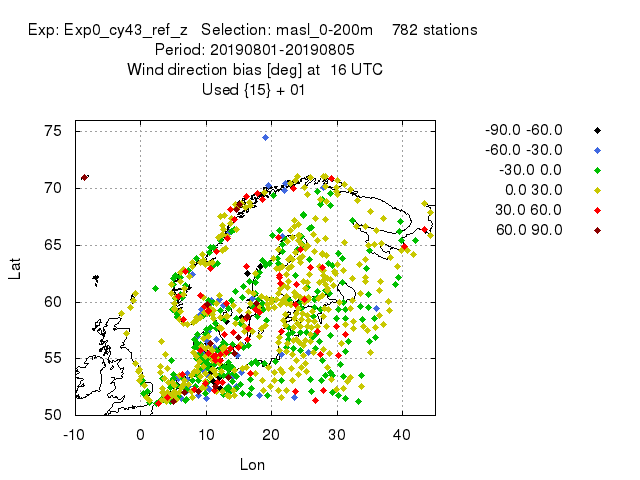 Exp: Exp0_cy43_ref_z   Selection: masl_0-200m    782 stations
Period: 20190801-20190805
Wind direction bias [deg] at  16 UTC
Used {15} + 01
-90.0 -60.0
-60.0 -30.0
-30.0 0.0
0.0 30.0
30.0 60.0
60.0 90.0
75
70
65
60
55
50
Lat
-10 0 10 20 30 40
Lon